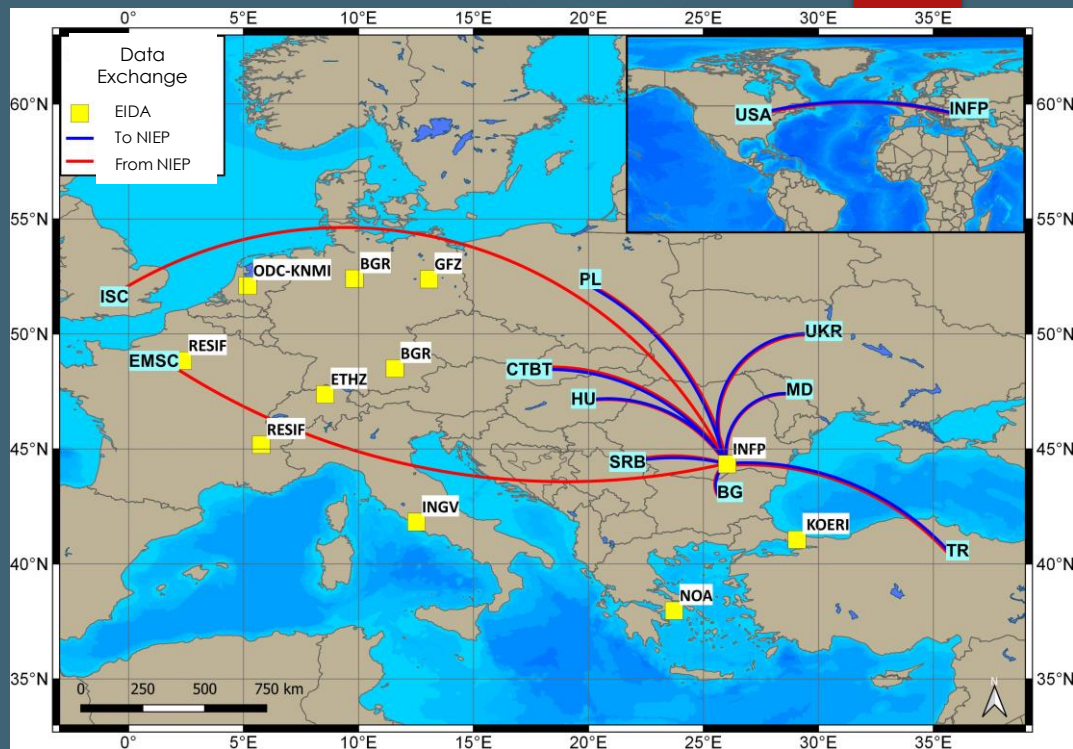 0° 5°E 10°E 15°E 20°E 25°E 30°E 35°E
Data
Exchange
EIDA
To NIEP
From NIEP
USA
INFP
60°N 60°N
55°N 55°N
ODC-KNMI
BGR
GFZ
PL
ISC
50°N 50°N
UKR
RESIF
EMSC
BGR
CTBT
ETHZ
HU
MD
RESIF
45°N 45°N
INFP
SRB
BG
INGV
KOERI
TR
40°N 40°N
NOA
35°N 35°N
0 250 500 750 km
N
0° 5°E 10°E 15°E 20°E 25°E 30°E 35°E